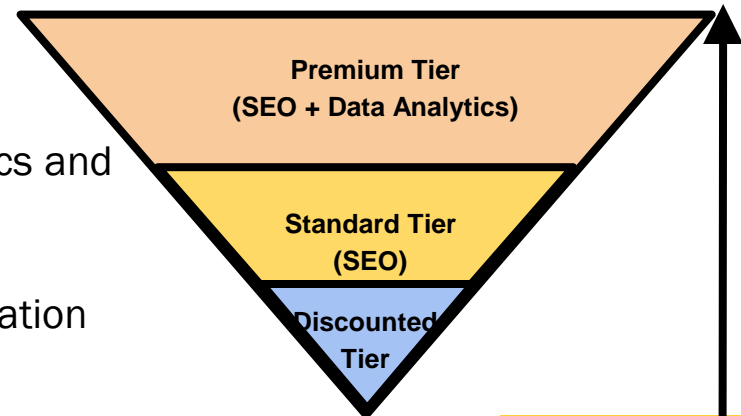 Premium Tier
(SEO + Data Analytics)
cs and
Standard Tier
(SEO)
ation
Discounted
Tier